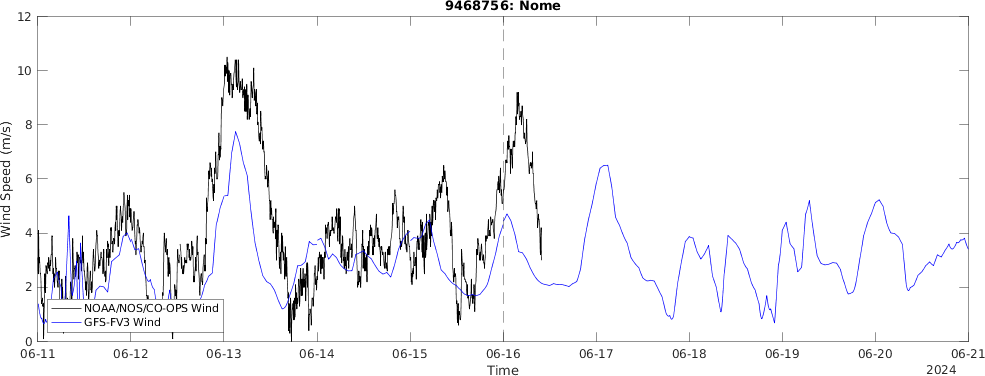 9468756: Nome
Wind Speed (m/s)
12
10
8
6
4
2
0
NOAA/NOS/CO-OPS Wind
GFS-FV3 Wind
06-11 06-12 06-13 06-14 06-15 06-16 06-17 06-18 06-19 06-20 06-21
Time
2024